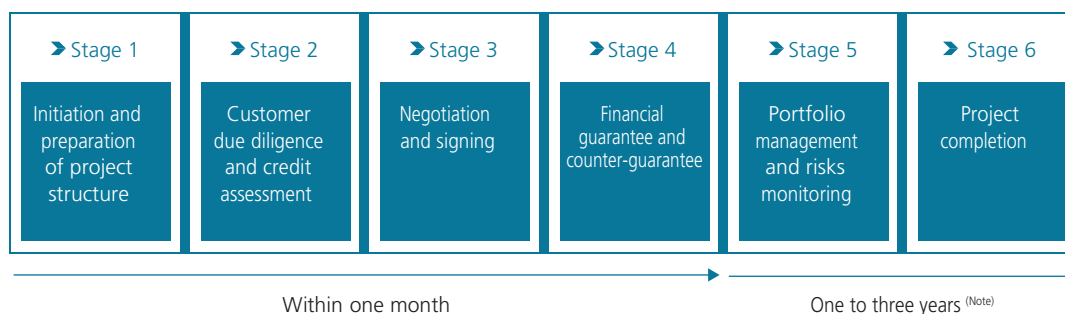 Stage 1
Stage 2
Stage 3
Stage 4
Stage 5
Stage 6
Initiation and
preparation
of project
structure
Customer
due diligence
and credit
assessment
Negotiation
and signing
Financial
guarantee and
counter-guarantee
Portfolio
management
and risks
monitoring
Project
completion
Within one month
One to three years (Note)